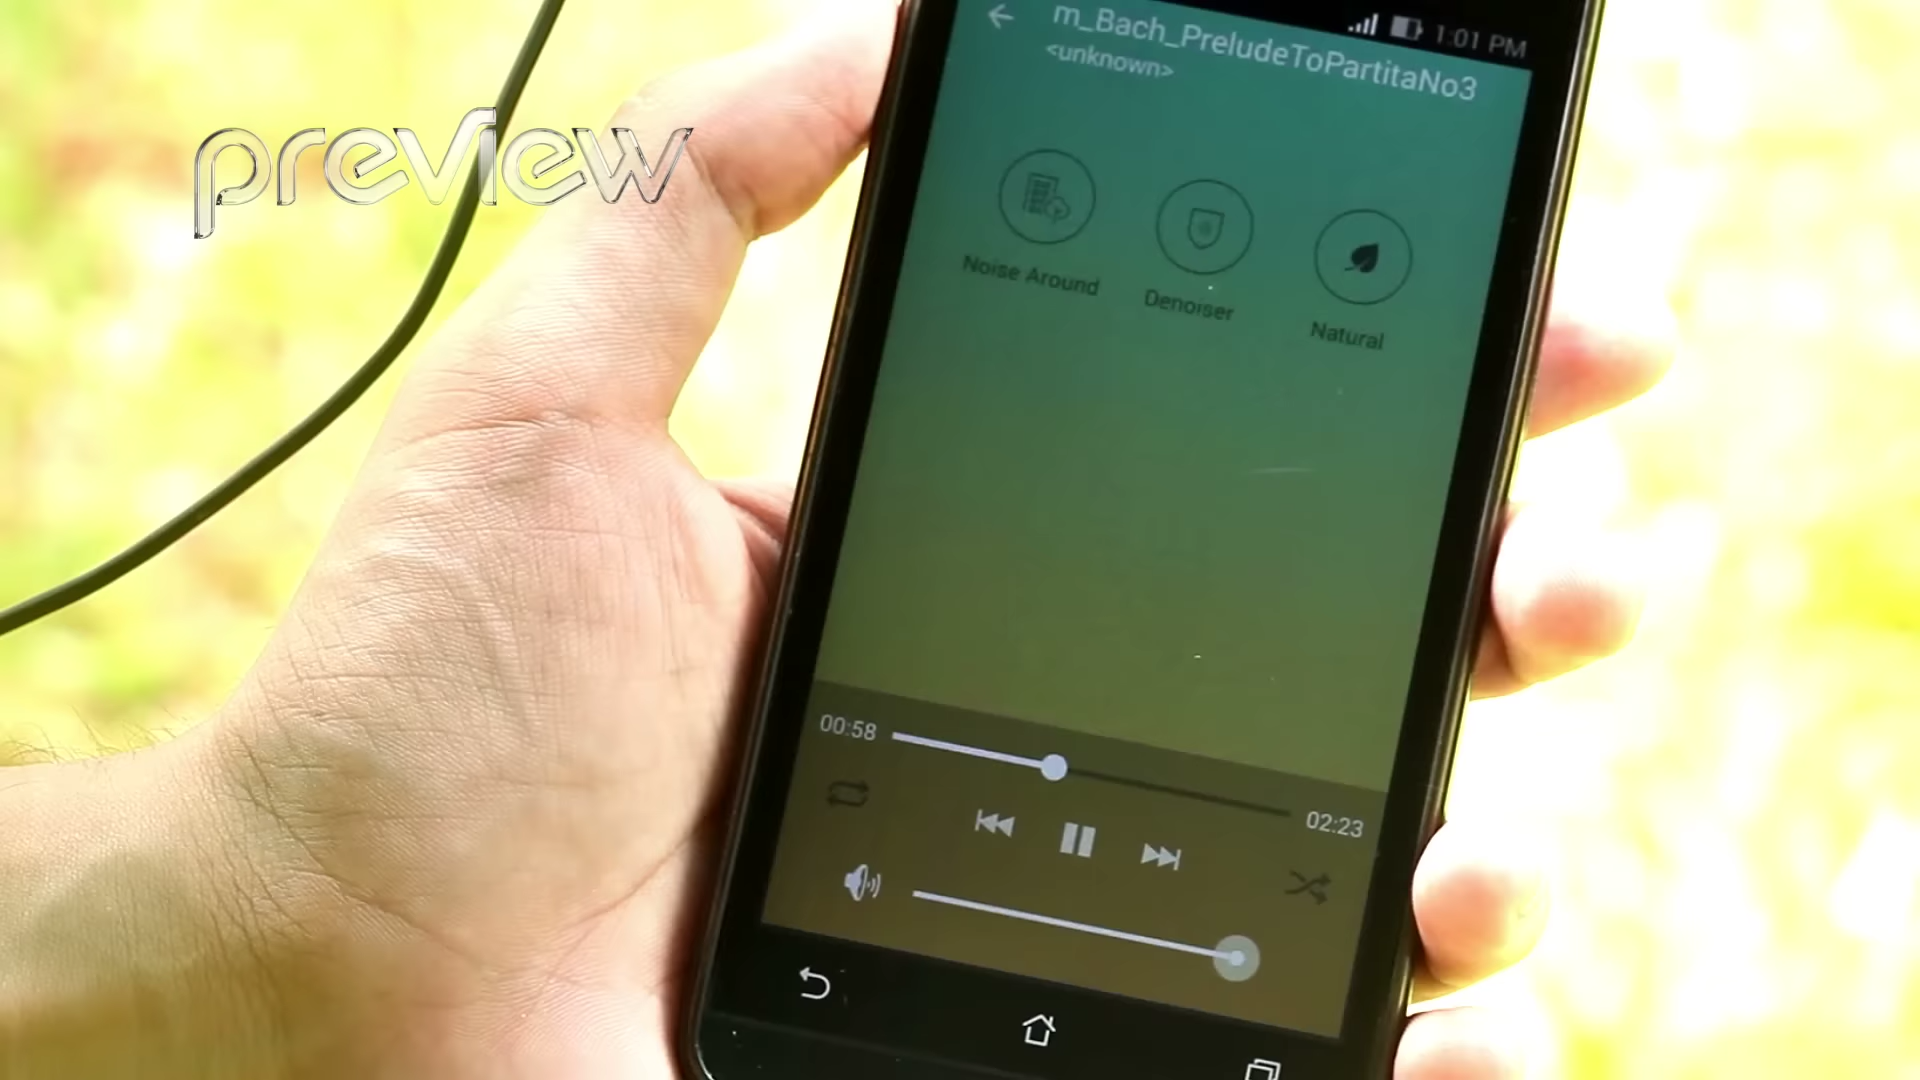 1:01 PM
m_Bach_PreludeToPartitaNo3
<unknown>
preview
Noise Around
Denoiser
Natural
00:58
02:23